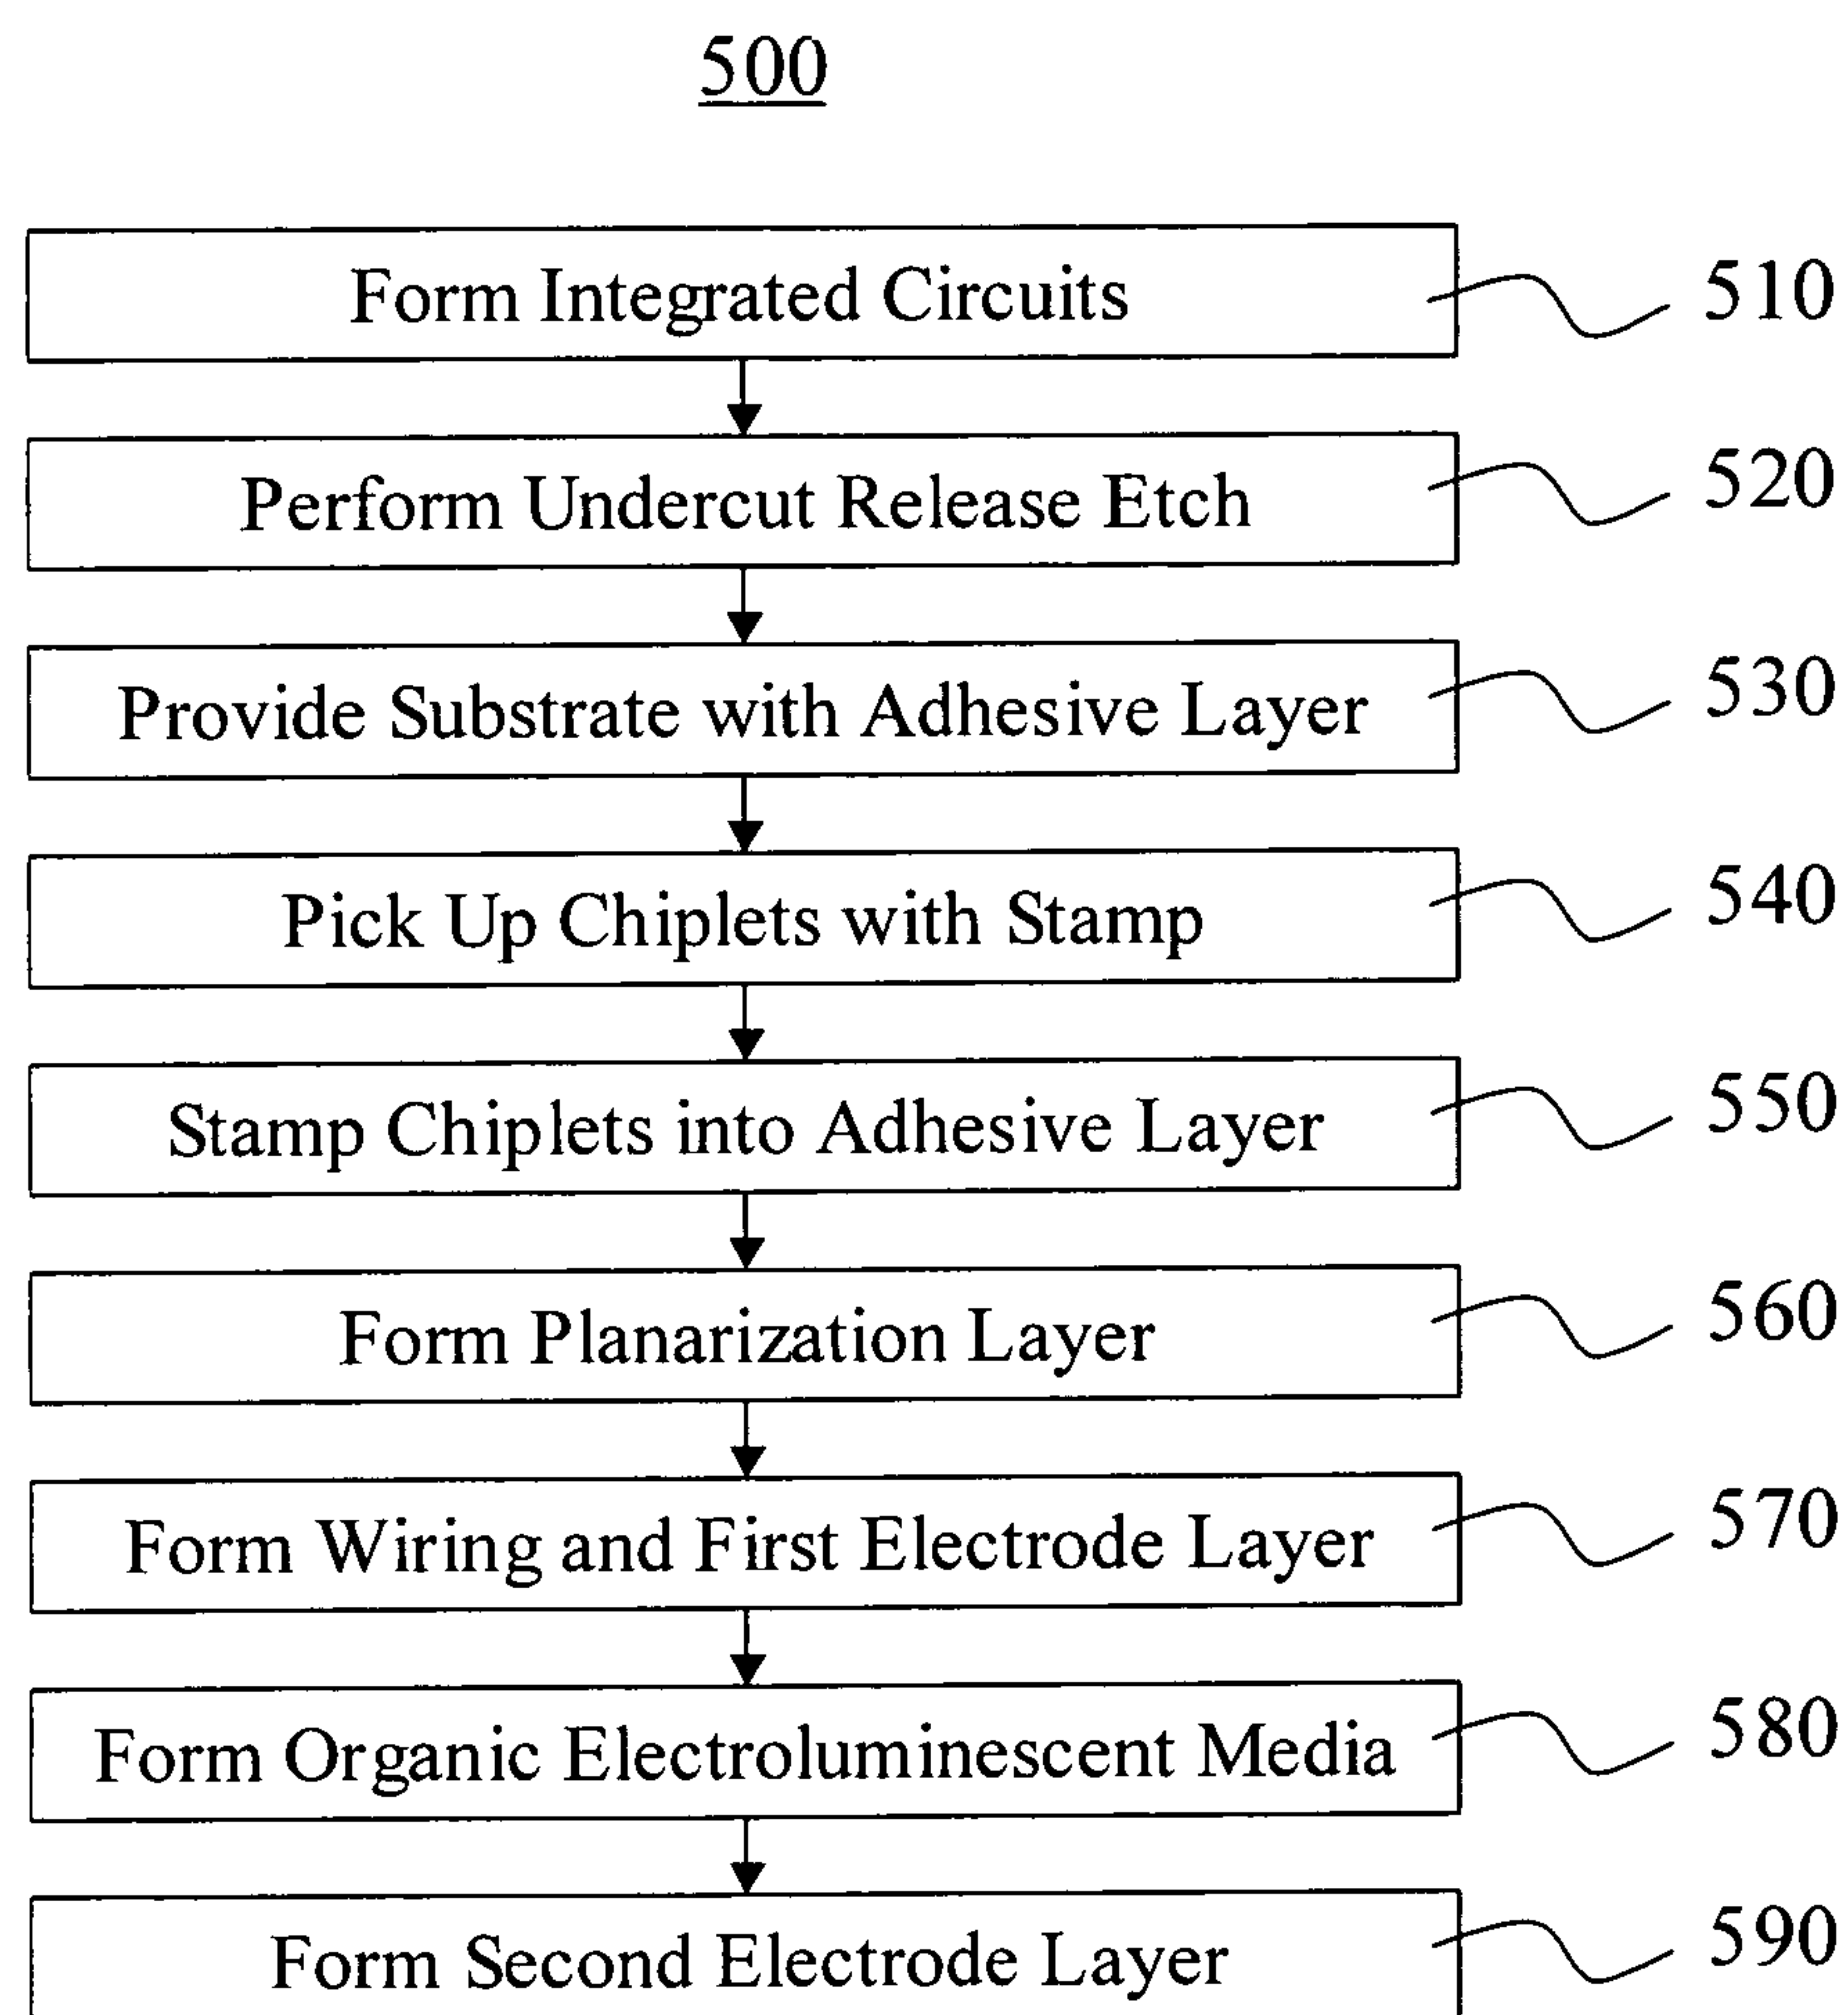 500
Form Integrated Circuits 510
Perform Undercut Release Etch 520
Provide Substrate with Adhesive Layer 530
Pick Up Chiplets with Stamp 540
Stamp Chiplets into Adhesive Layer 550
Form Planarization Layer 560
Form Wiring and First Electrode Layer 570
Form Organic Electroluminescent Media 580
Form Second Electrode Layer 590